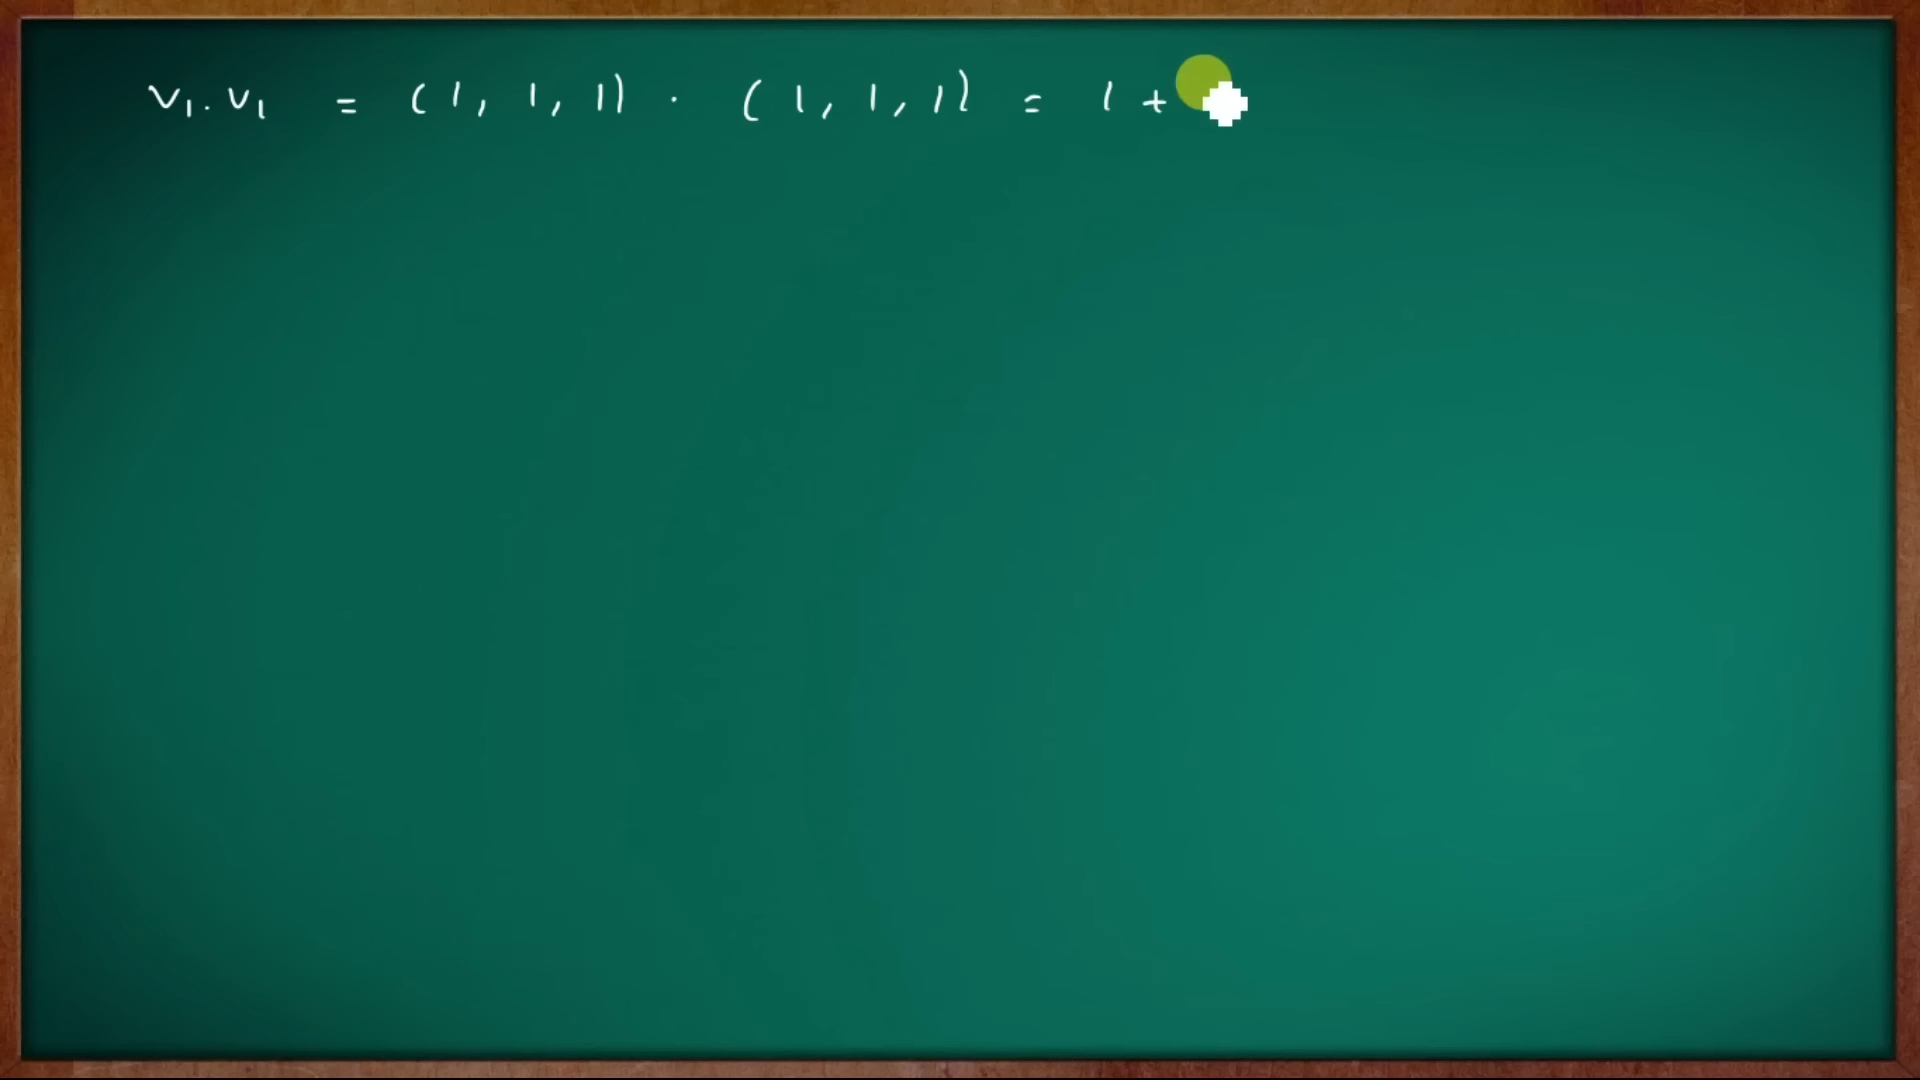 v₁ . v₁ = (1, 1, 1) · (1, 1, 1) = 1 +